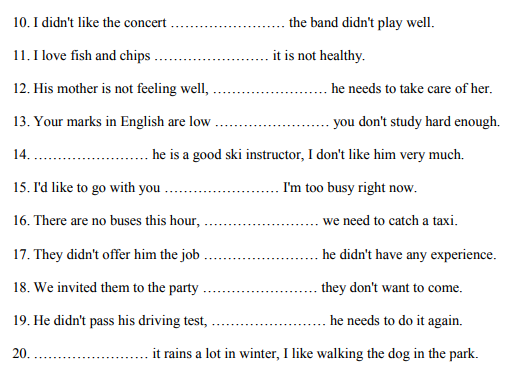 10. I didn't like the concert ........................ the band didn't play well.
11. I love fish and chips ........................ it is not healthy.
12. His mother is not feeling well, ........................ he needs to take care of her.
13. Your marks in English are low ........................ you don't study hard enough.
14. ........................ he is a good ski instructor, I don't like him very much.
15. I'd like to go with you ........................ I'm too busy right now.
16. There are no buses this hour, ........................ we need to catch a taxi.
17. They didn't offer him the job ........................ he didn't have any experience.
18. We invited them to the party ........................ they don't want to come.
19. He didn't pass his driving test, ........................ he needs to do it again.
20. ........................ it rains a lot in winter, I like walking the dog in the park.